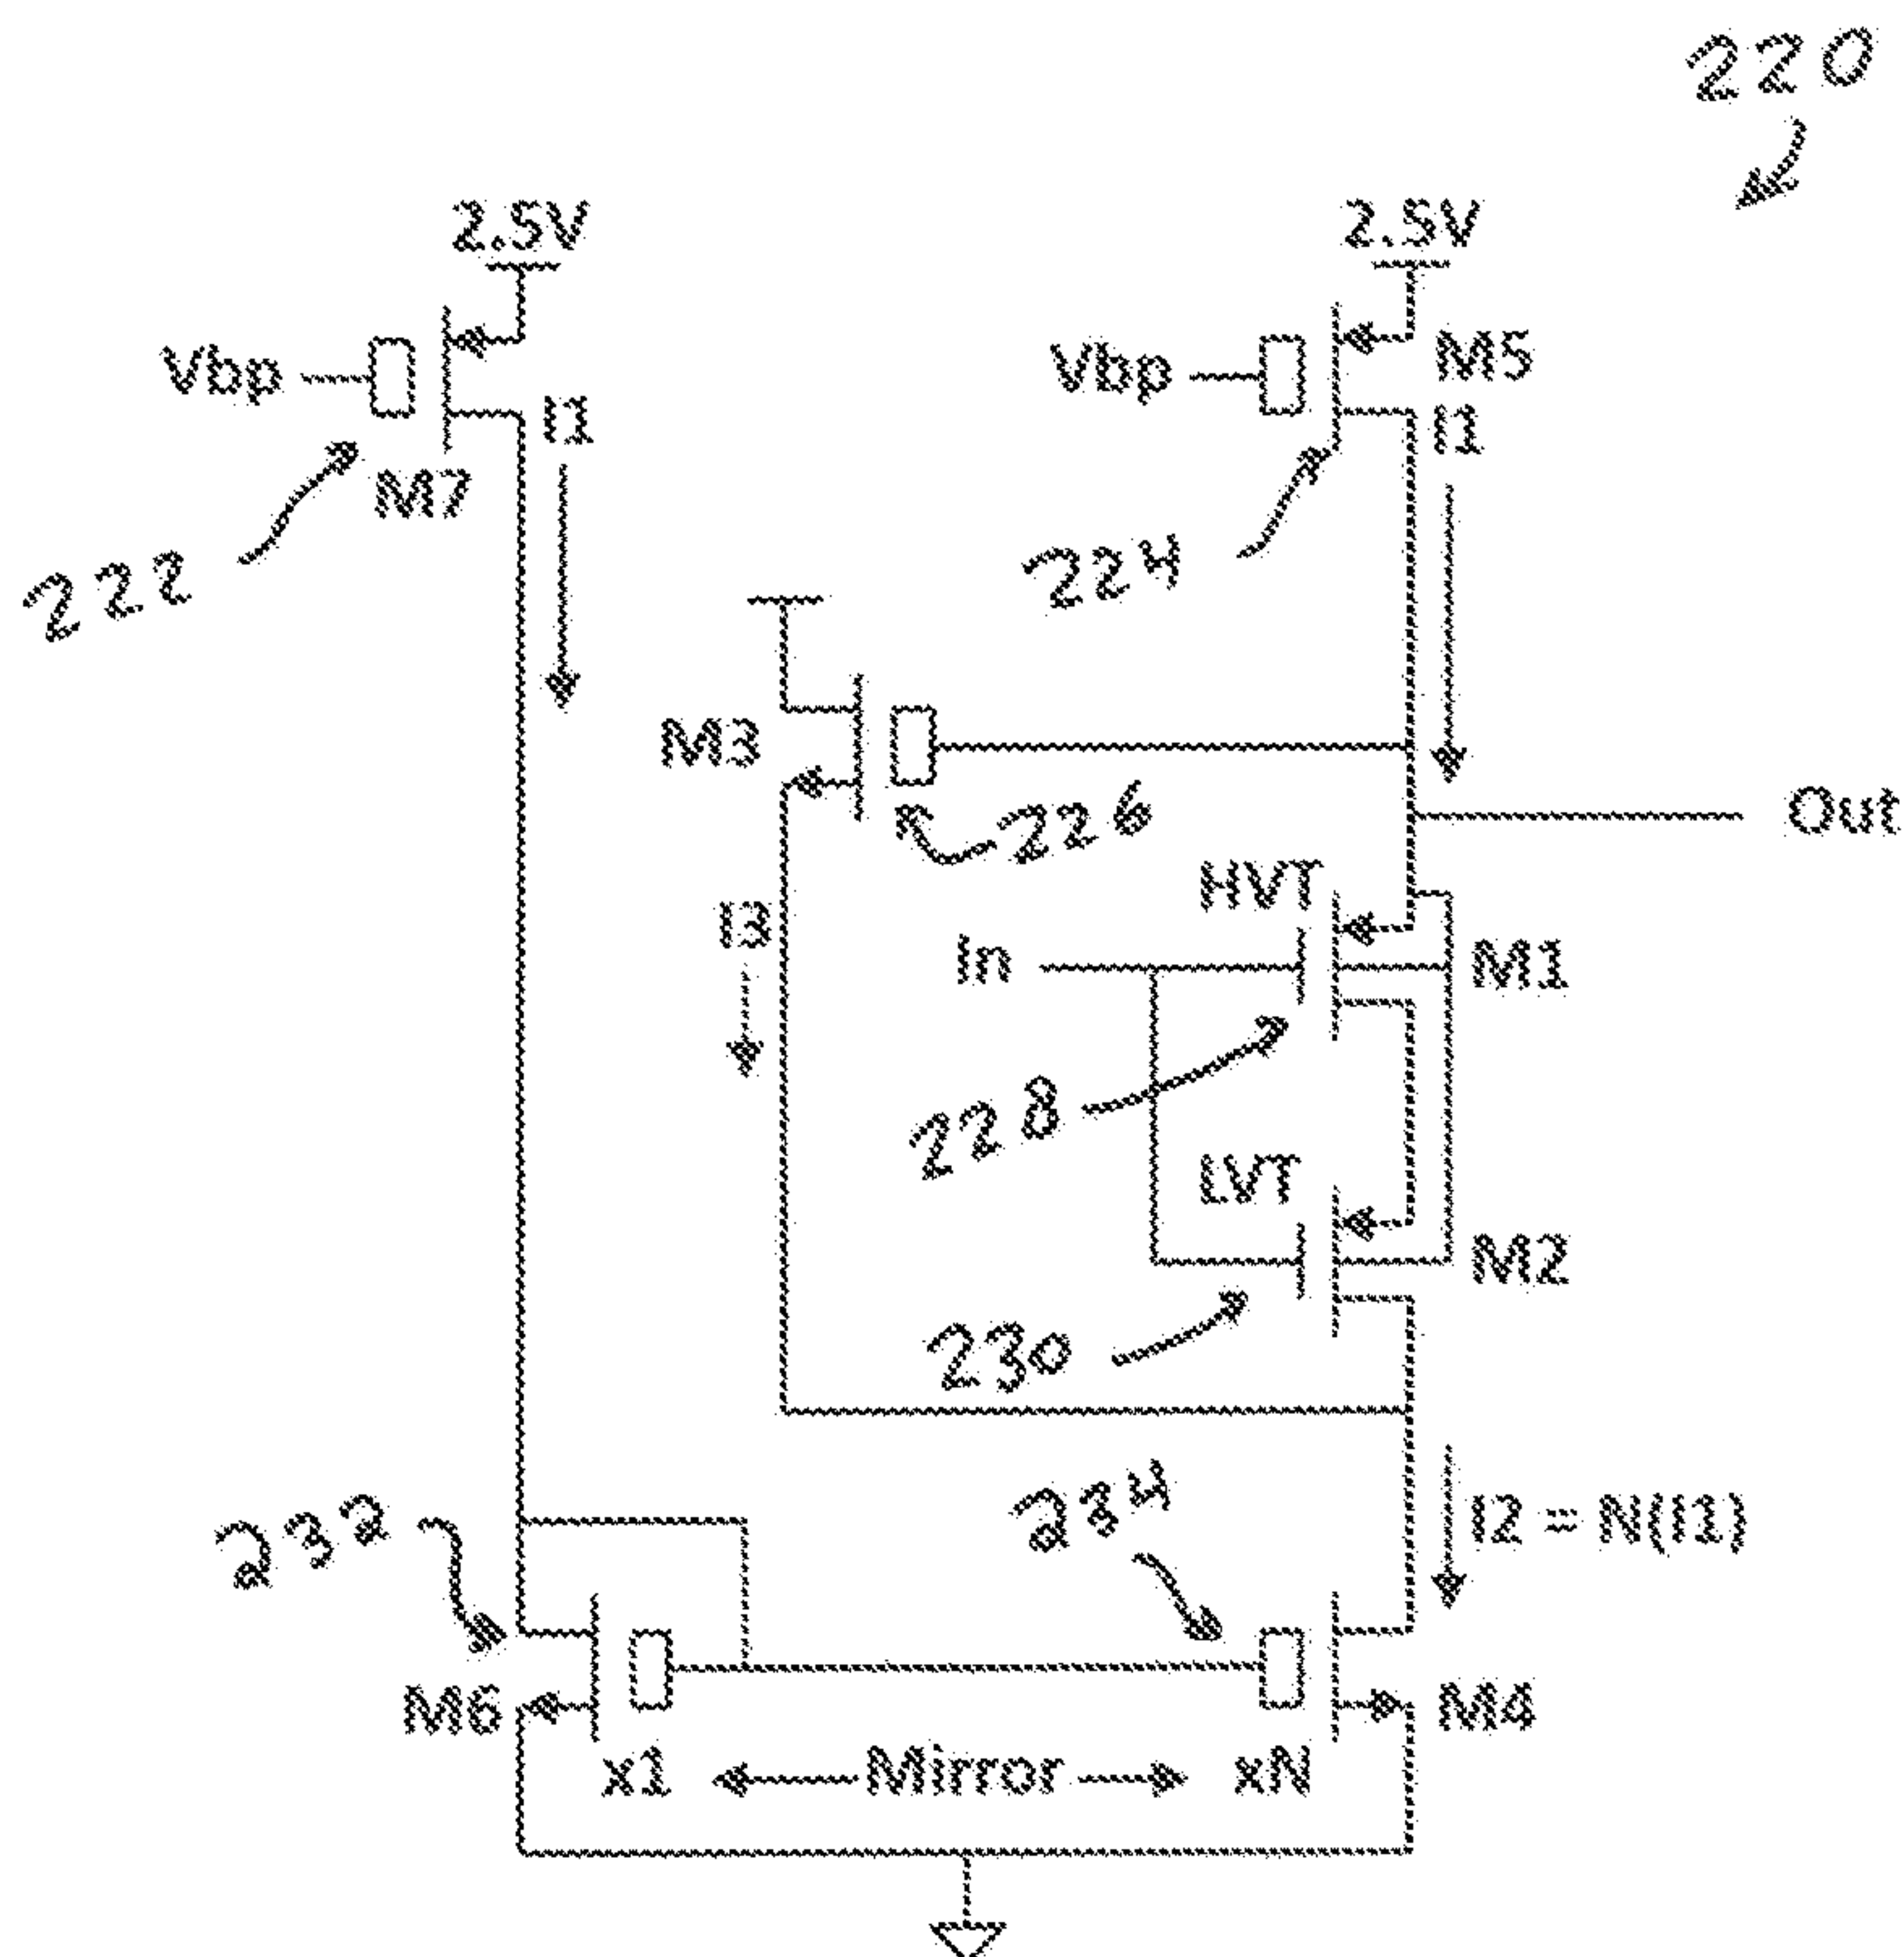 220
2.5V
2.5V
Vbp
Vbp
M5
I1
I1
M7
222
224
M3
226
Out
HVT
I3
In
M1
228
LVT
M2
230
232
234
I2 = N(I1)
M6
M4
x1
Mirror
xN